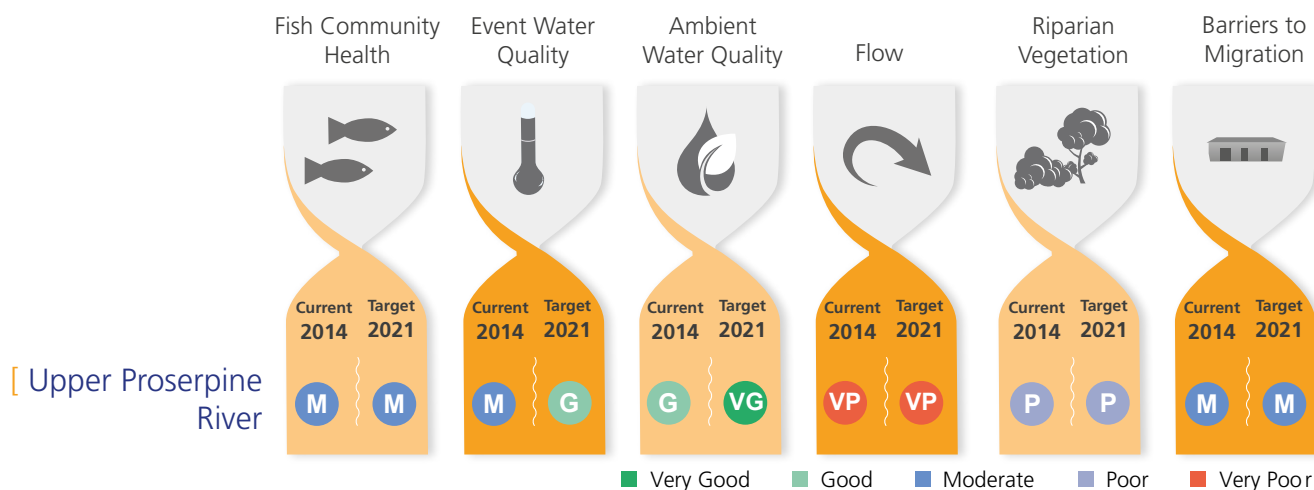 Fish Community
Health
Event Water
Quality
Ambient
Water Quality
Flow
Riparian
Vegetation
Barriers to
Migration
Current Target
2014 2021
Current Target
2014 2021
Current Target
2014 2021
Current Target
2014 2021
Current Target
2014 2021
Current Target
2014 2021
[ Upper Proserpine
River
M M
M G
G VG
VP VP
P P
M M
Very Good Good Moderate Poor Very Poor